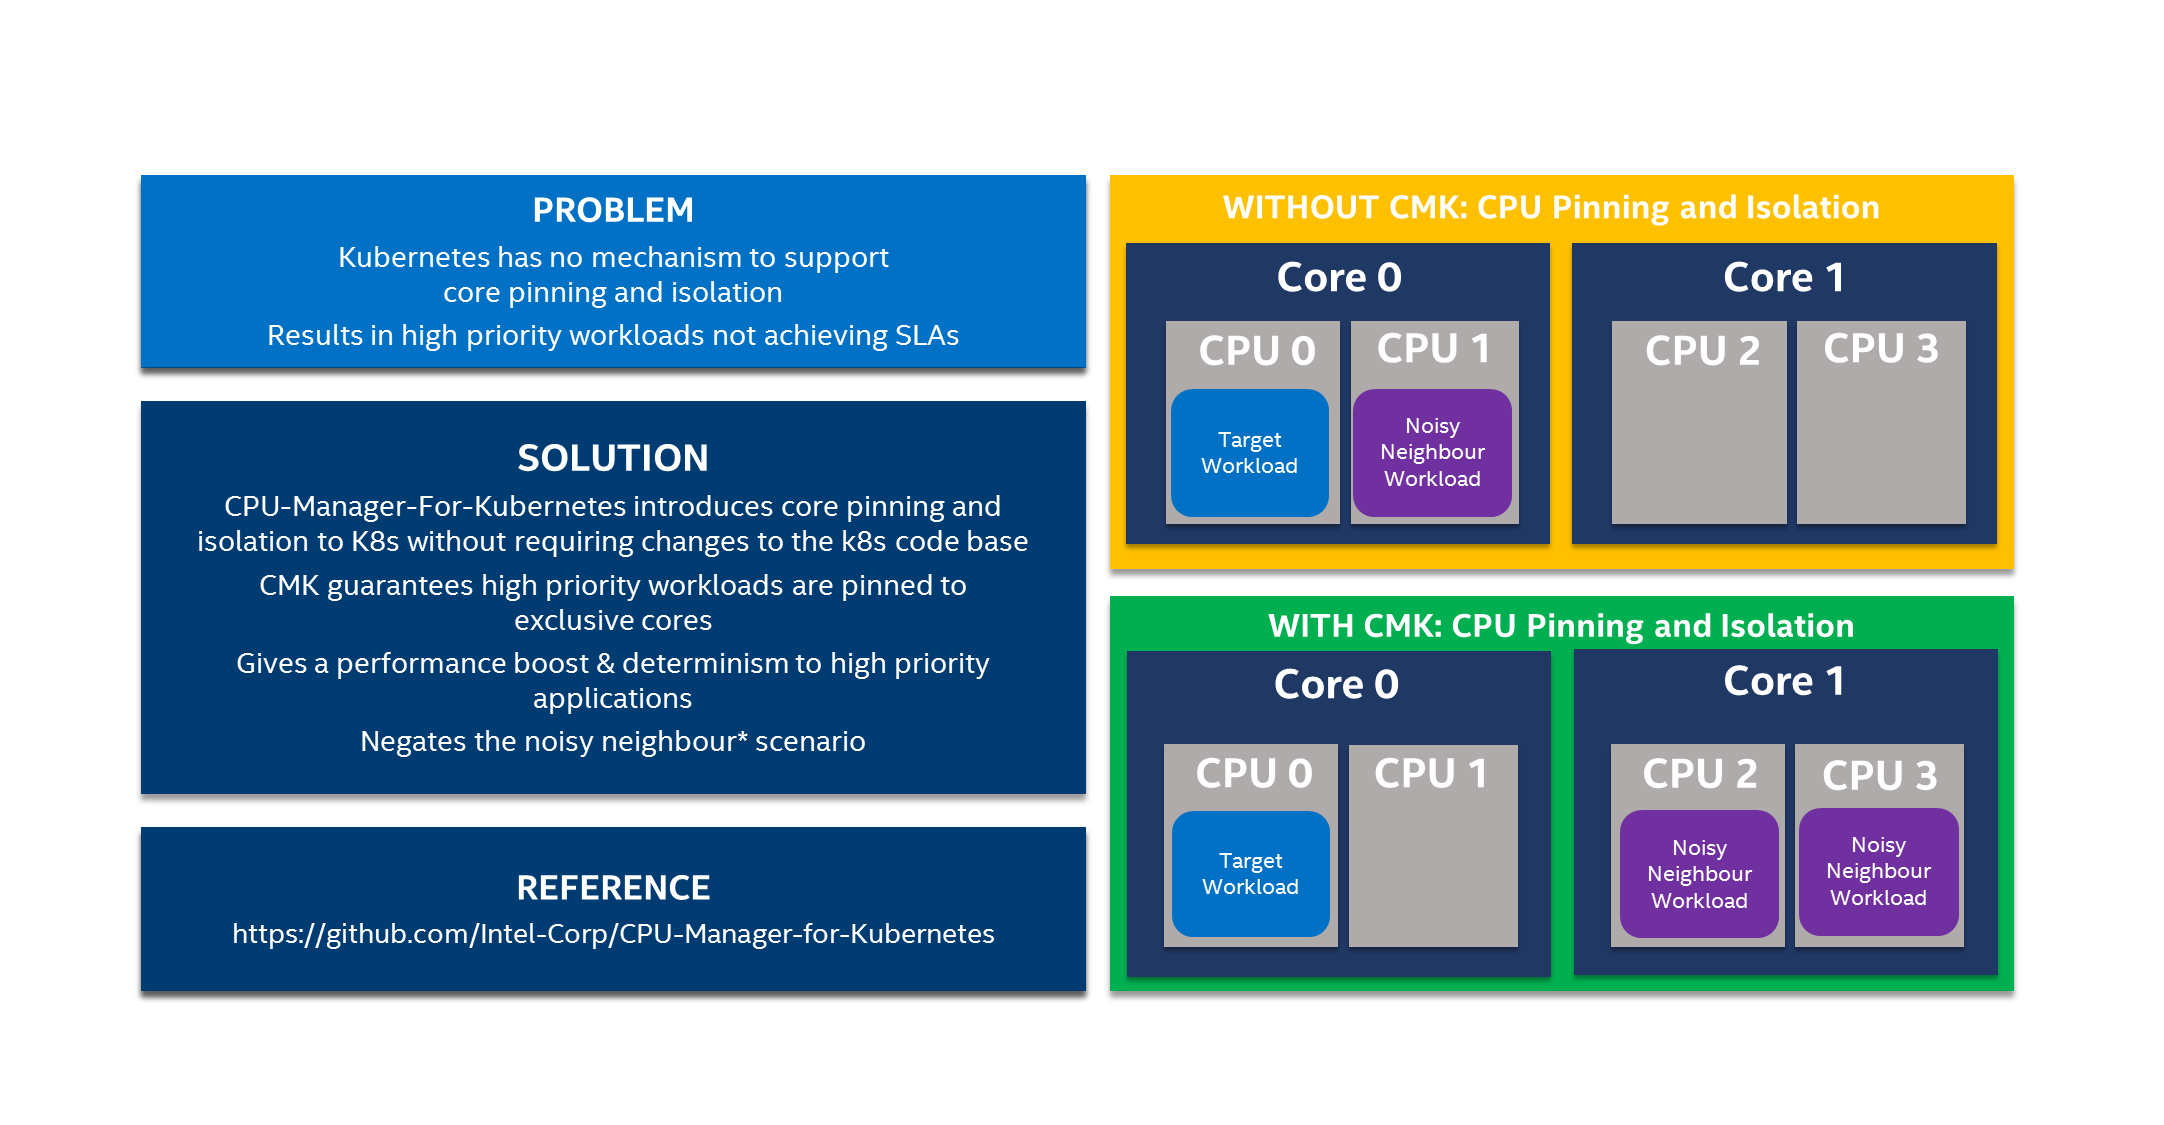 PROBLEM
Kubernetes has no mechanism to support
core pinning and isolation
Results in high priority workloads not achieving SLAs
SOLUTION
CPU-Manager-For-Kubernetes introduces core pinning and
isolation to K8s without requiring changes to the k8s code base
CMK guarantees high priority workloads are pinned to
exclusive cores
Gives a performance boost & determinism to high priority
applications
Negates the noisy neighbour* scenario
REFERENCE
https://github.com/Intel-Corp/CPU-Manager-for-Kubernetes
WITHOUT CMK: CPU Pinning and Isolation
Core 0
CPU 0
Target
Workload
CPU 1
Noisy
Neighbour
Workload
Core 1
CPU 2
CPU 3
WITH CMK: CPU Pinning and Isolation
Core 0
CPU 0
Target
Workload
CPU 1
Core 1
CPU 2
Noisy
Neighbour
Workload
CPU 3
Noisy
Neighbour
Workload